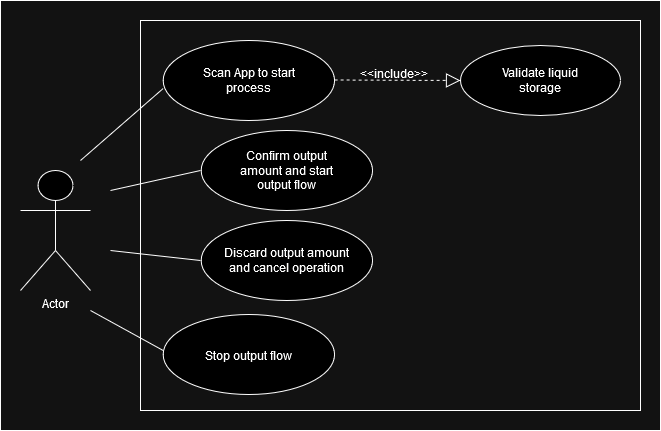 Scan App to start
process
<<include>>
Validate liquid
storage
Confirm output
amount and start
output flow
Discard output amount
and cancel operation
Actor
Stop output flow